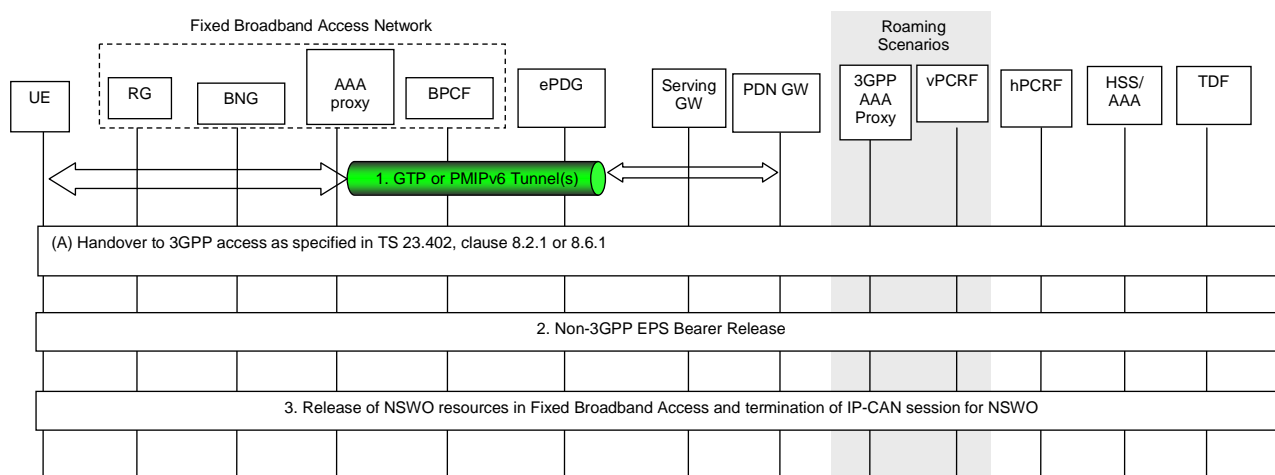 Fixed Broadband Access Network
Roaming
Scenarios
UE
RG
BNG
AAA
proxy
BPCF
ePDG
Serving
GW
PDN GW
3GPP
AAA
Proxy
vPCRF
hPCRF
HSS/
AAA
TDF
1. GTP or PMIPv6 Tunnel(s)
(A) Handover to 3GPP access as specified in TS 23.402, clause 8.2.1 or 8.6.1
2. Non-3GPP EPS Bearer Release
3. Release of NSWO resources in Fixed Broadband Access and termination of IP-CAN session for NSWO